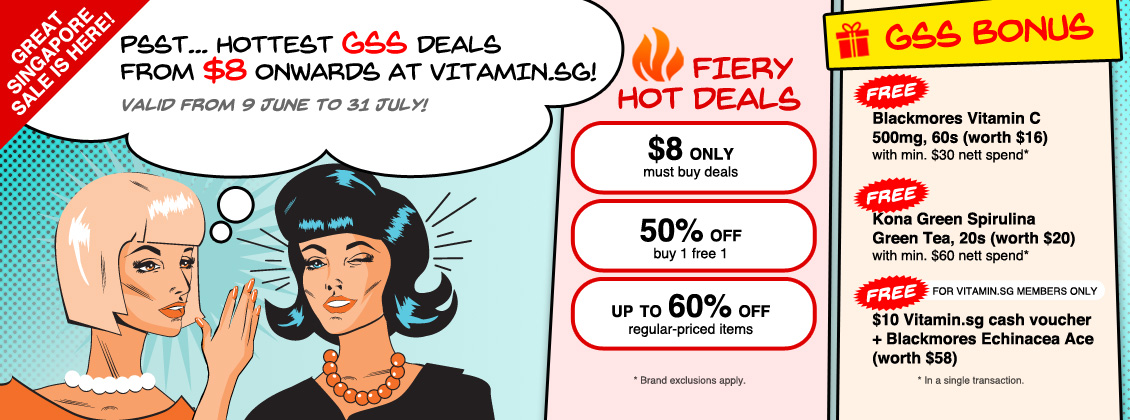 GREAT
SINGAPORE
SALE IS HERE!
PSST... HOTTEST GSS DEALS
FROM $8 ONWARDS AT VITAMIN.SG!
VALID FROM 9 JUNE TO 31 JULY!
FIERY
HOT DEALS
$8 ONLY
must buy deals
50% OFF
buy 1 free 1
UP TO 60% OFF
regular-priced items
* Brand exclusions apply.
GSS BONUS
FREE
Blackmores Vitamin C
500mg, 60s (worth $16)
with min. $30 nett spend*
FREE
Kona Green Spirulina
Green Tea, 20s (worth $20)
with min. $60 nett spend*
FREE FOR VITAMIN.SG MEMBERS ONLY
$10 Vitamin.sg cash voucher
+ Blackmores Echinacea Ace
(worth $58)
* In a single transaction.